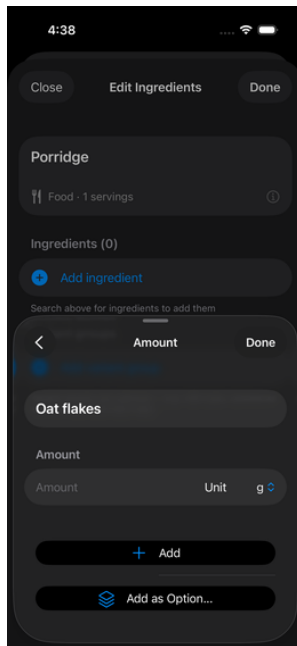 4:38
Close Edit Ingredients Done
Porridge
Food · 1 servings
Ingredients (0)
Add ingredient
Search above for ingredients to add them
Amount Done
Oat flakes
Amount
Amount Unit g
Add
Add as Option...